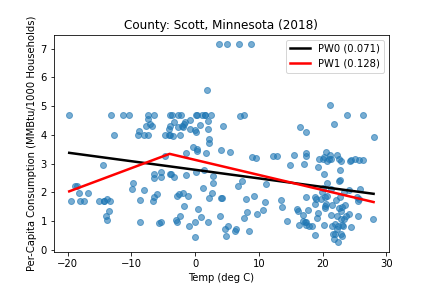 County: Scott, Minnesota (2018)
PW0 (0.071)
PW1 (0.128)
Per-Capita Consumption (MMBtu/1000 Households)
7
6
5
4
3
2
1
0
−20 −10 0 10 20 30
Temp (deg C)